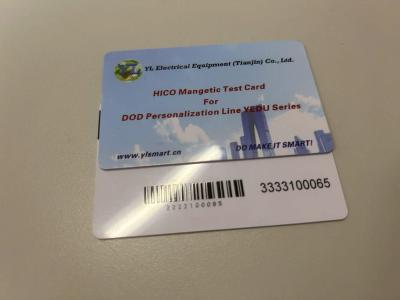 YL Electrical Equipment (Tianjin) Co., Ltd.
HICO Mangetic Test Card
For
DOD Personalization Line YEDU Series
www.ylsmart.cn
DO MAKE IT SMART!
3333100065
3333100065